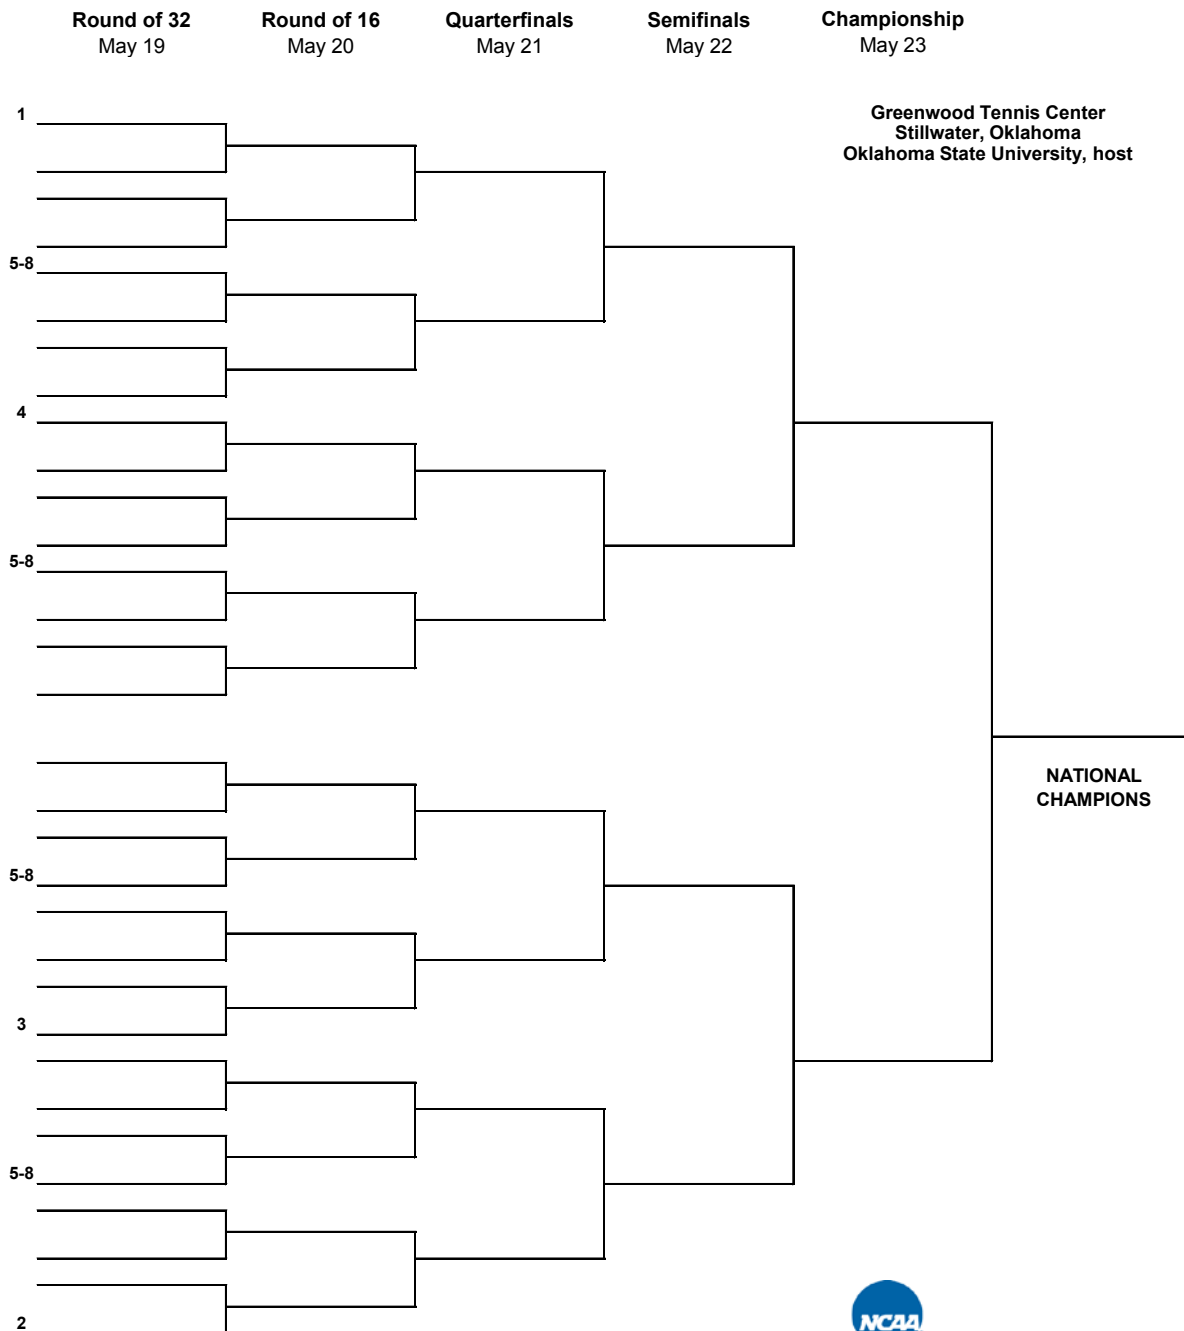 Round of 32 Round of 16 Quarterfinals Semifinals Championship
May 19 May 20 May 21 May 22 May 23
1
Greenwood Tennis Center
Stillwater, Oklahoma
Oklahoma State University, host
5-8
4
5-8
NATIONAL
CHAMPIONS
5-8
3
5-8
2
NCAA